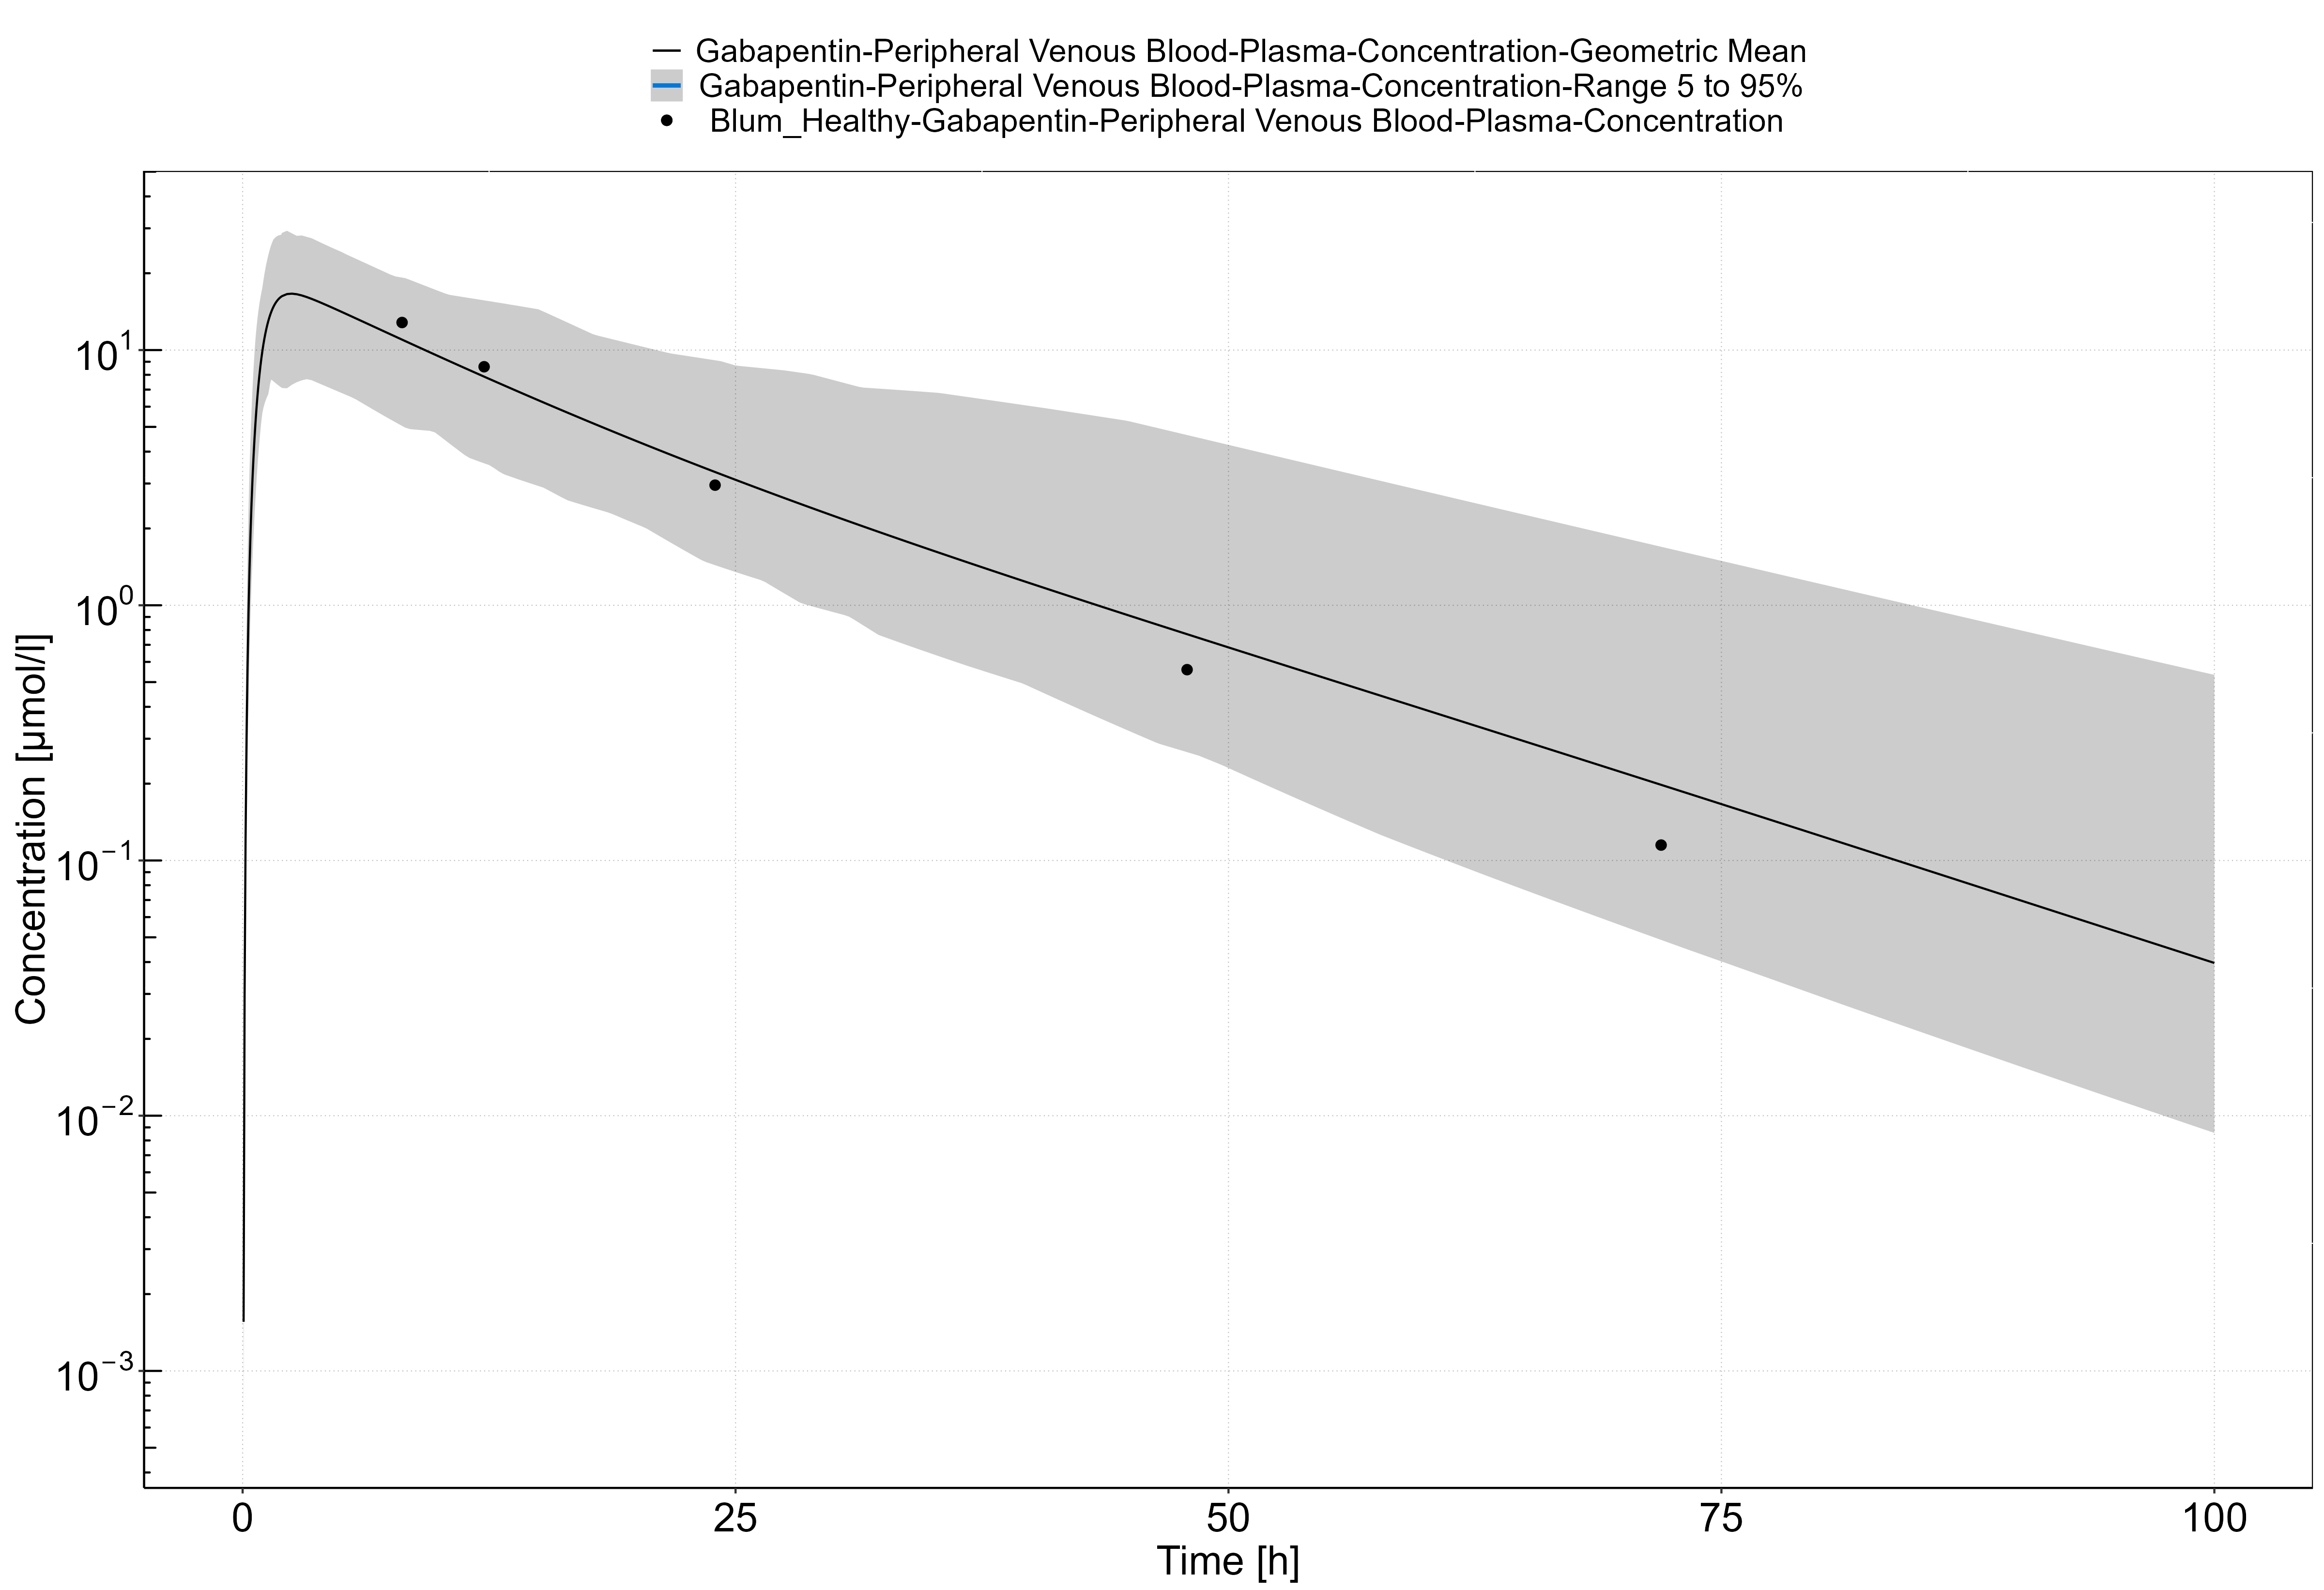 Gabapentin-Peripheral Venous Blood-Plasma-Concentration-Geometric Mean
Gabapentin-Peripheral Venous Blood-Plasma-Concentration-Range 5 to 95%
Blum_Healthy-Gabapentin-Peripheral Venous Blood-Plasma-Concentration
Concentration [µmol/l]
10¹
10⁰
10⁻¹
10⁻²
10⁻³
0 25 50 75 100
Time [h]